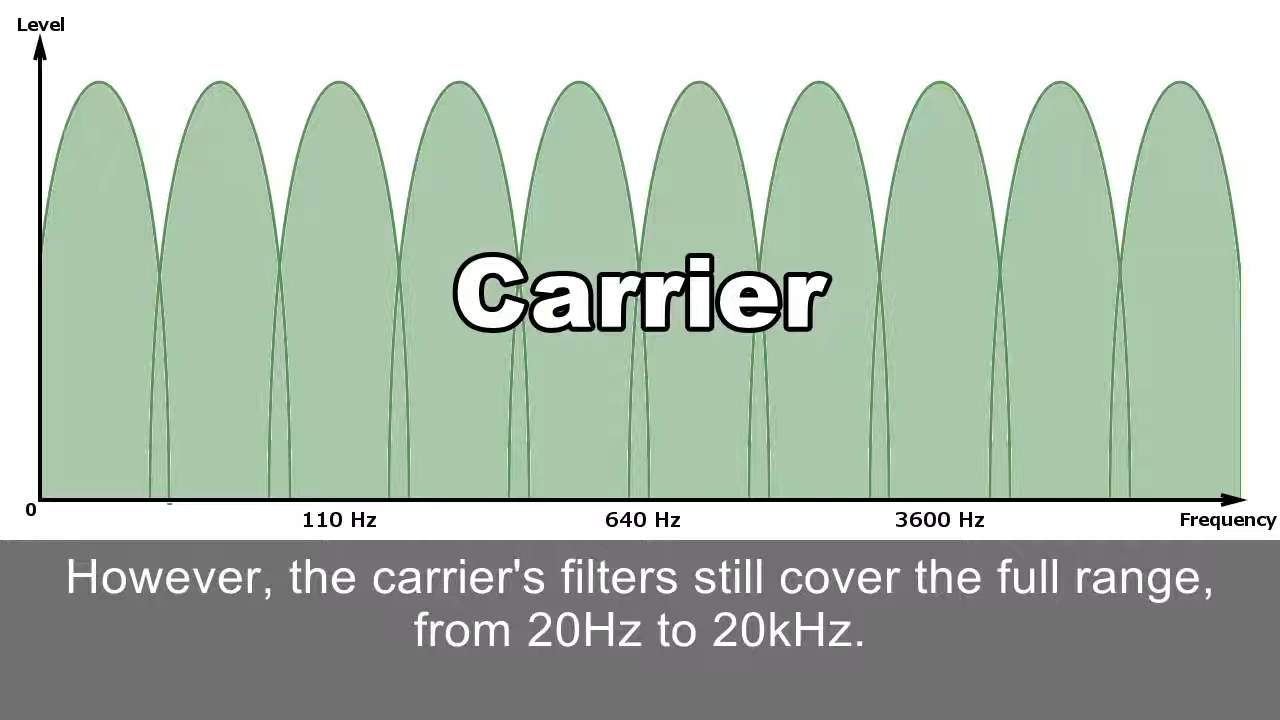 Level
Carrier
0
110 Hz
640 Hz
3600 Hz
Frequency
However, the carrier's filters still cover the full range,
from 20Hz to 20kHz.